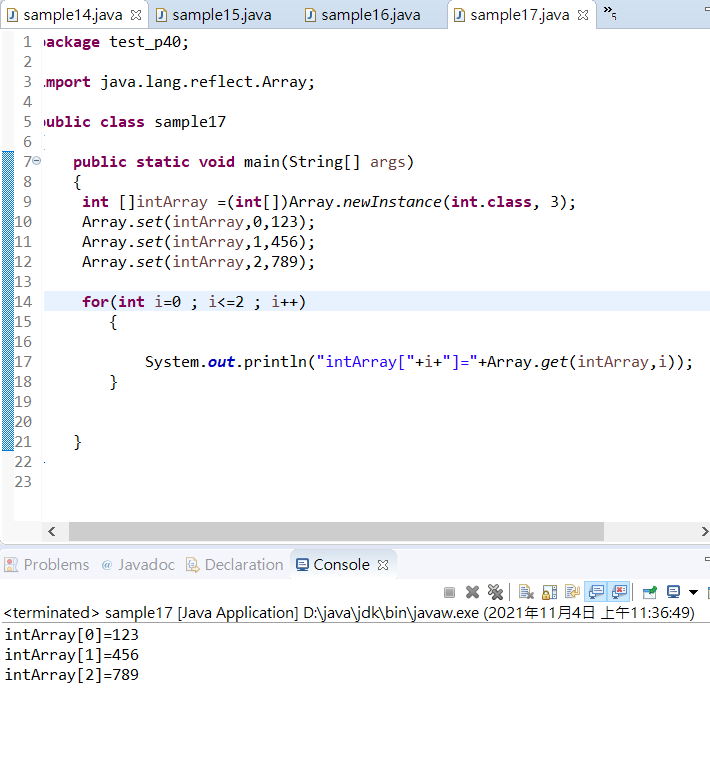 sample14.java sample15.java sample16.java sample17.java »5
1 package test_p40;
2
3 import java.lang.reflect.Array;
4
5 public class sample17
6 {
7 public static void main(String[] args)
8 {
9 int []intArray =(int[])Array.newInstance(int.class, 3);
10 Array.set(intArray,0,123);
11 Array.set(intArray,1,456);
12 Array.set(intArray,2,789);
13
14 for(int i=0 ; i<=2 ; i++)
15 {
16
17 System.out.println("intArray["+i+"]="+Array.get(intArray,i));
18 }
19
20
21 }
22
23
Problems @ Javadoc Declaration Console
<terminated> sample17 [Java Application] D:\java\jdk\bin\javaw.exe (2021年11月4日 上午11:36:49)
intArray[0]=123
intArray[1]=456
intArray[2]=789